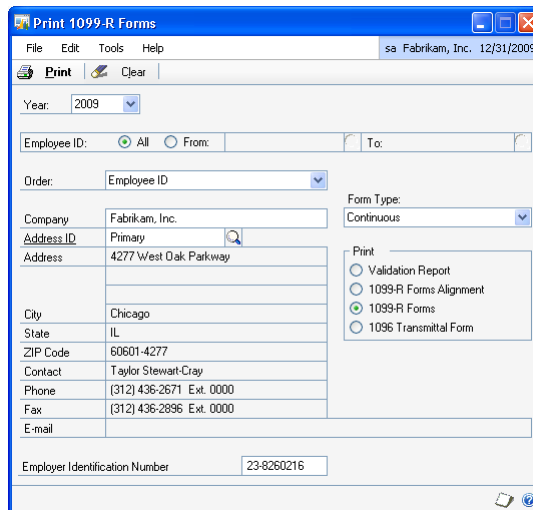 Print 1099-R Forms
File Edit Tools Help sa Fabrikam, Inc. 12/31/2009
Print Clear
Year: 2009
Employee ID: All From: To:
Order: Employee ID
Form Type:
Continuous
Company Fabrikam, Inc.
Address ID Primary
Address 4277 West Oak Parkway
Print
Validation Report
1099-R Forms Alignment
1099-R Forms
1096 Transmittal Form
City Chicago
State IL
ZIP Code 60601-4277
Contact Taylor Stewart-Cray
Phone (312) 436-2671 Ext. 0000
Fax (312) 436-2896 Ext. 0000
E-mail
Employer Identification Number 23-8260216